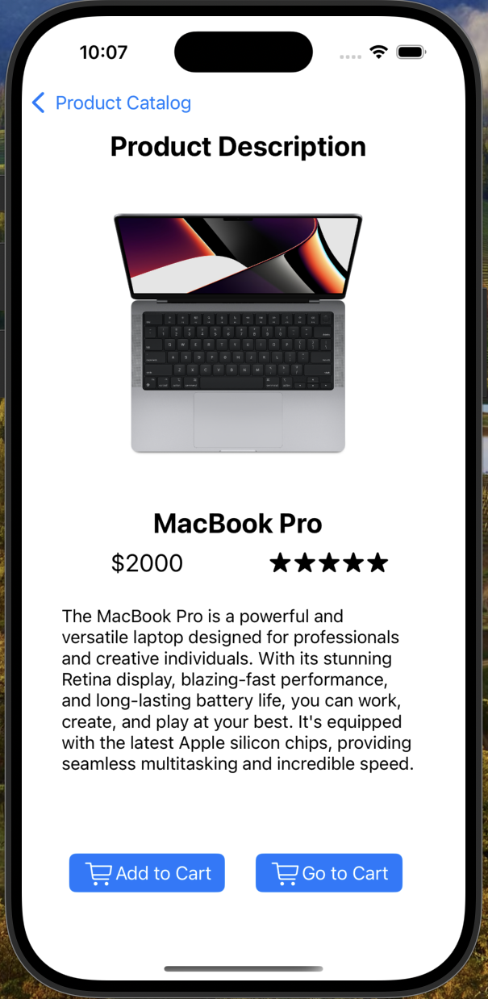 10:07
Product Catalog
Product Description
MacBook Pro
$2000
The MacBook Pro is a powerful and
versatile laptop designed for professionals
and creative individuals. With its stunning
Retina display, blazing-fast performance,
and long-lasting battery life, you can work,
create, and play at your best. It's equipped
with the latest Apple silicon chips, providing
seamless multitasking and incredible speed.
Add to Cart
Go to Cart